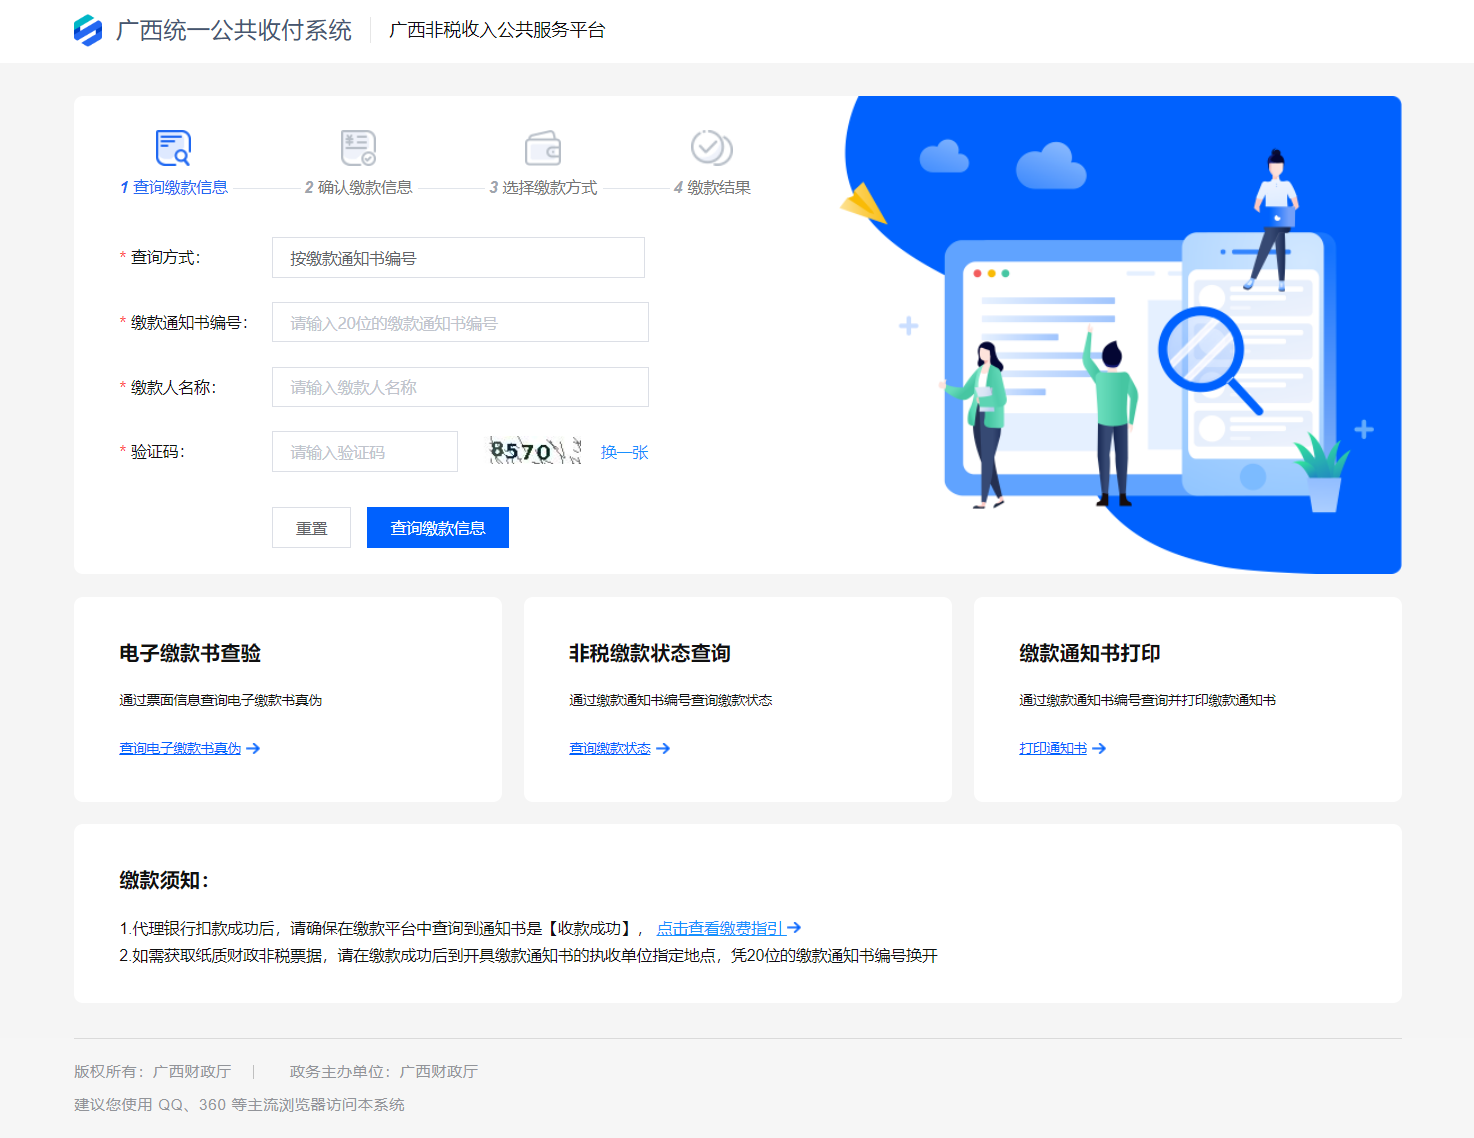 广西统一公共收付系统 广西非税收入公共服务平台
1 查询缴款信息 2 确认缴款信息 3 选择缴款方式 4 缴款结果
* 查询方式： 按缴款通知书编号
* 缴款通知书编号： 请输入20位的缴款通知书编号
* 缴款人名称： 请输入缴款人名称
* 验证码： 请输入验证码 8570 换一张
重置 查询缴款信息
电子缴款书查验
通过票面信息查询电子缴款书真伪
查询电子缴款书真伪
非税缴款状态查询
通过缴款通知书编号查询缴款状态
查询缴款状态
缴款通知书打印
通过缴款通知书编号查询并打印缴款通知书
打印通知书
缴款须知：
1.代理银行扣款成功后，请确保在缴款平台中查询到通知书是【收款成功】， 点击查看缴费指引
2.如需获取纸质财政非税票据，请在缴款成功后到开具缴款通知书的执收单位指定地点，凭20位的缴款通知书编号换开
版权所有：广西财政厅 | 政务主办单位：广西财政厅
建议您使用 QQ、360 等主流浏览器访问本系统